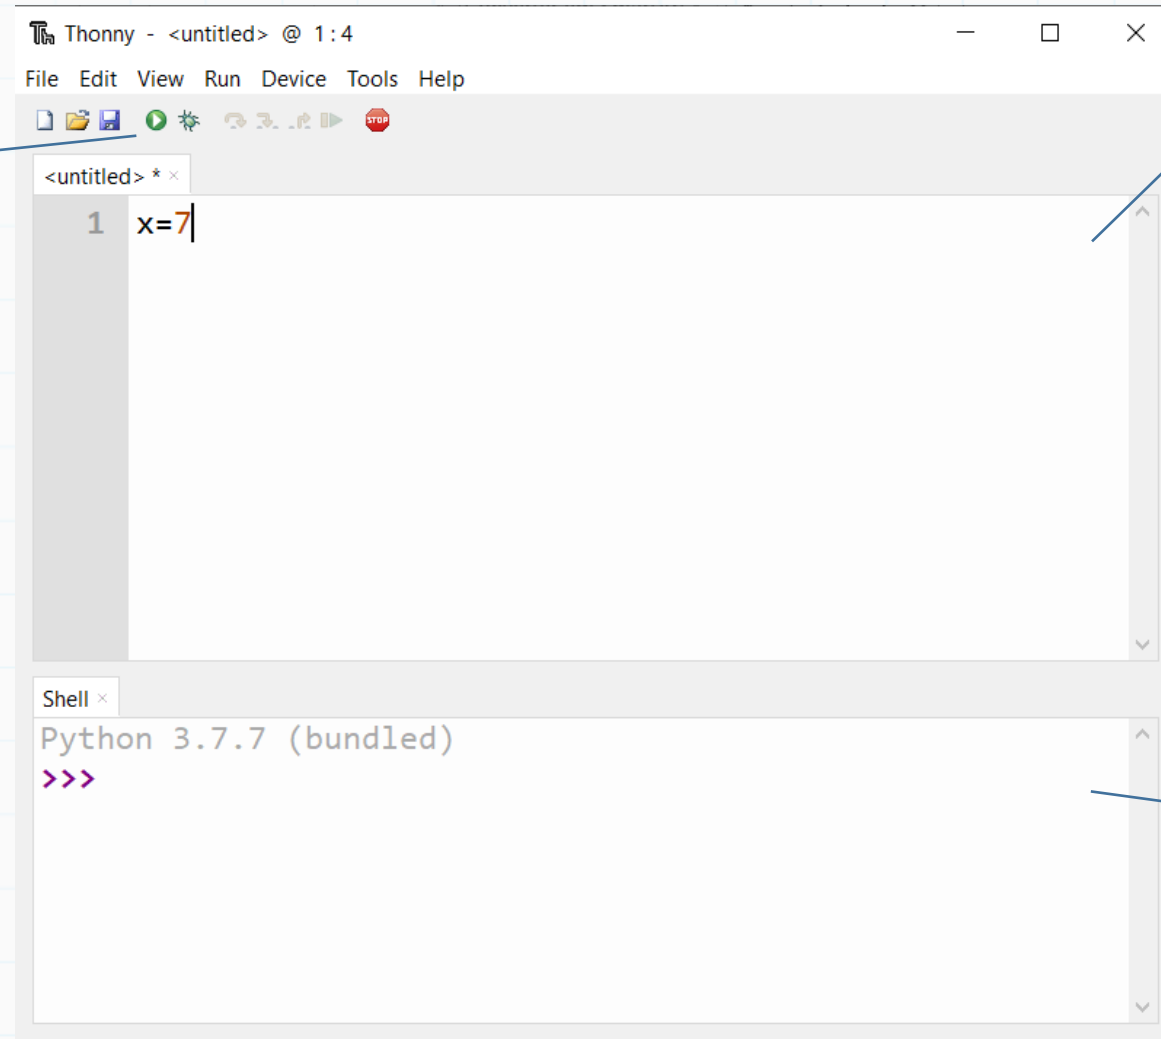 Th Thonny - <untitled> @ 1:4
File Edit View Run Device Tools Help
STOP
<untitled> * ×
1 x=7
Shell ×
Python 3.7.7 (bundled)
>>>